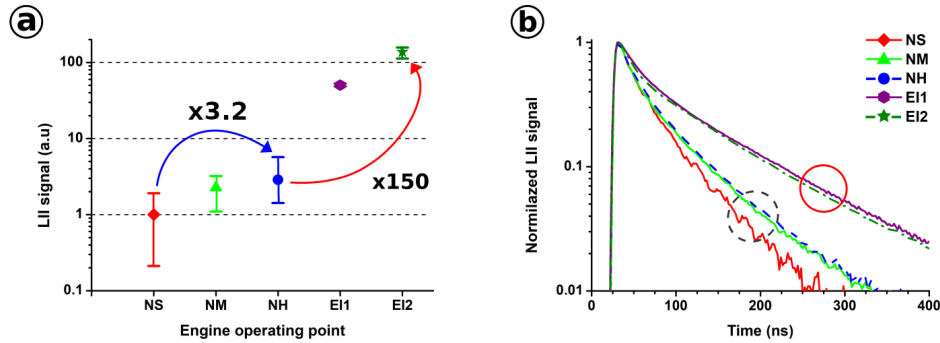 a
LII signal (a.u)
100
10
1
0.1
x3.2
x150
NS
NM
NH
EI1
EI2
Engine operating point
b
Normilazed LII signal
1
0.1
0.01
NS
NM
NH
EI1
EI2
0
100
200
300
400
Time (ns)